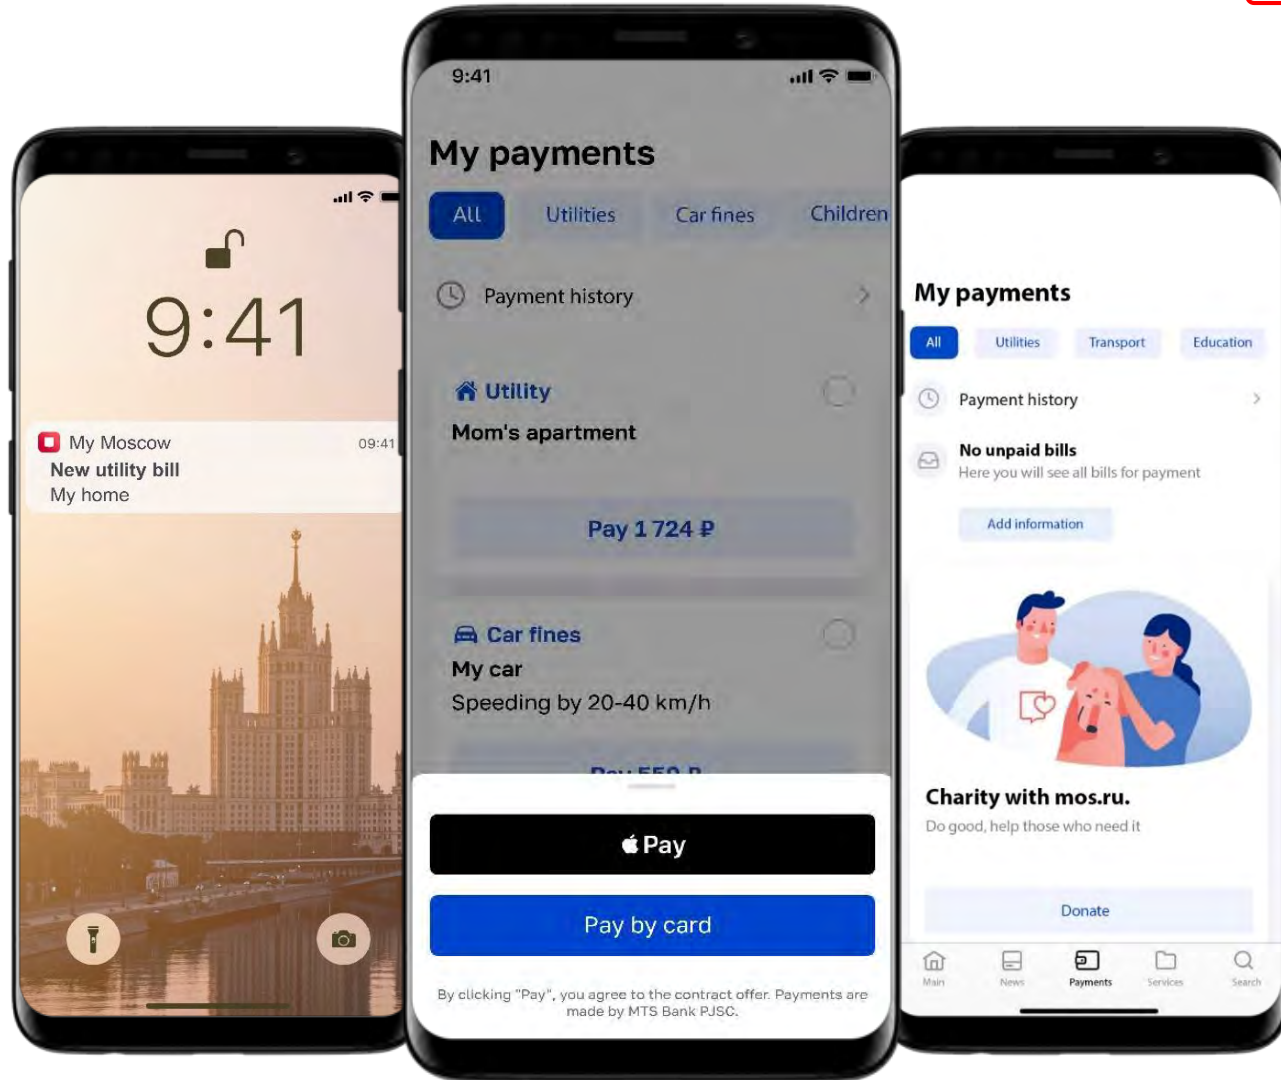 9:41
My Moscow
09:41
New utility bill
My home
9:41
My payments
All
Utilities
Car fines
Children
Payment history
Utility
Mom's apartment
Pay 1 724 ₽
Car fines
My car
Speeding by 20-40 km/h
Pay
Pay
Pay by card
By clicking "Pay", you agree to the contract offer. Payments are
made by MTS Bank PJSC.
My payments
All
Utilities
Transport
Education
Payment history
No unpaid bills
Here you will see all bills for payment
Add information
Charity with mos.ru.
Do good, help those who need it
Donate
Main
News
Payments
Services
Search